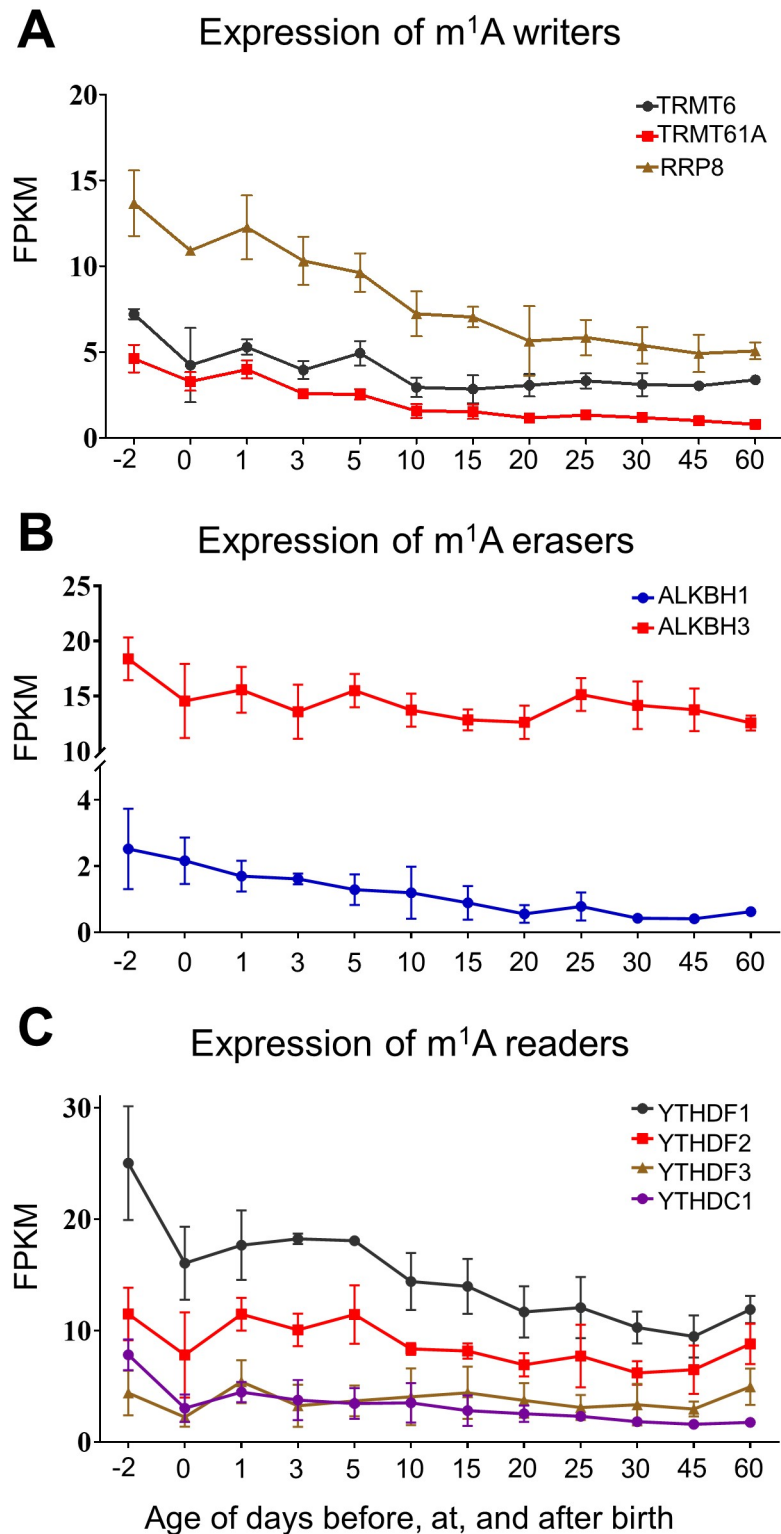 A
Expression of m¹A writers
FPKM
20
15
10
5
0
TRMT6
TRMT61A
RRP8
-2 0 1 3 5 10 15 20 25 30 45 60
B
Expression of m¹A erasers
FPKM
25
20
15
10
4
2
0
ALKBH1
ALKBH3
-2 0 1 3 5 10 15 20 25 30 45 60
C
Expression of m¹A readers
FPKM
30
20
10
0
YTHDF1
YTHDF2
YTHDF3
YTHDC1
-2 0 1 3 5 10 15 20 25 30 45 60
Age of days before, at, and after birth